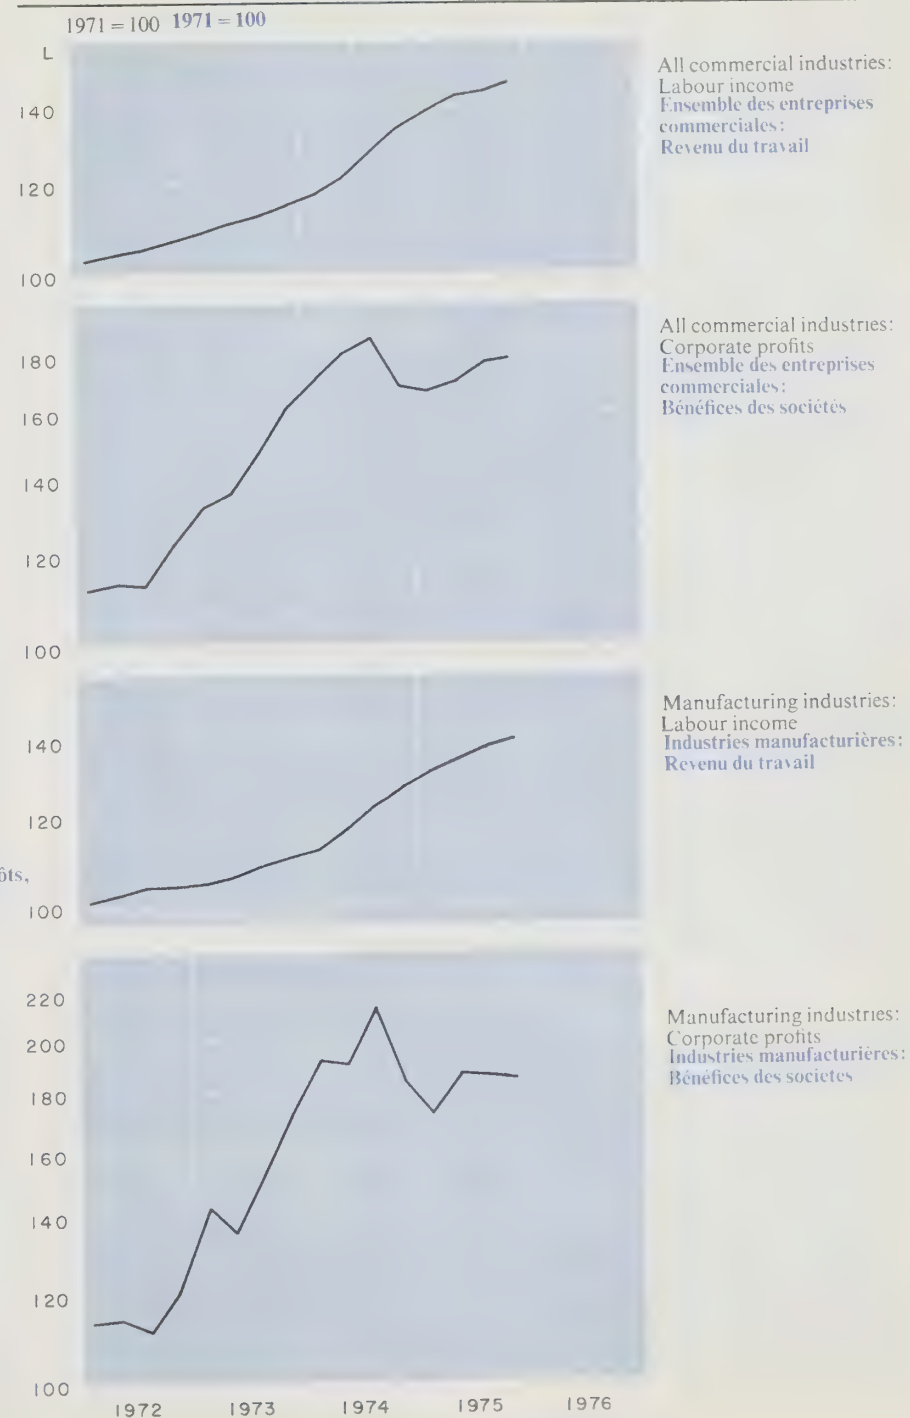 1971 = 100 1971 = 100
L
140
120
100
All commercial industries:
Labour income
Ensemble des entreprises
commerciales:
Revenu du travail
180
160
140
120
100
All commercial industries:
Corporate profits
Ensemble des entreprises
commerciales:
Bénéfices des sociétés
140
120
100
Manufacturing industries:
Labour income
Industries manufacturières:
Revenu du travail
ôts,
220
200
180
160
140
120
100
Manufacturing industries:
Corporate profits
Industries manufacturières:
Bénéfices des societes
1972 1973 1974 1975 1976